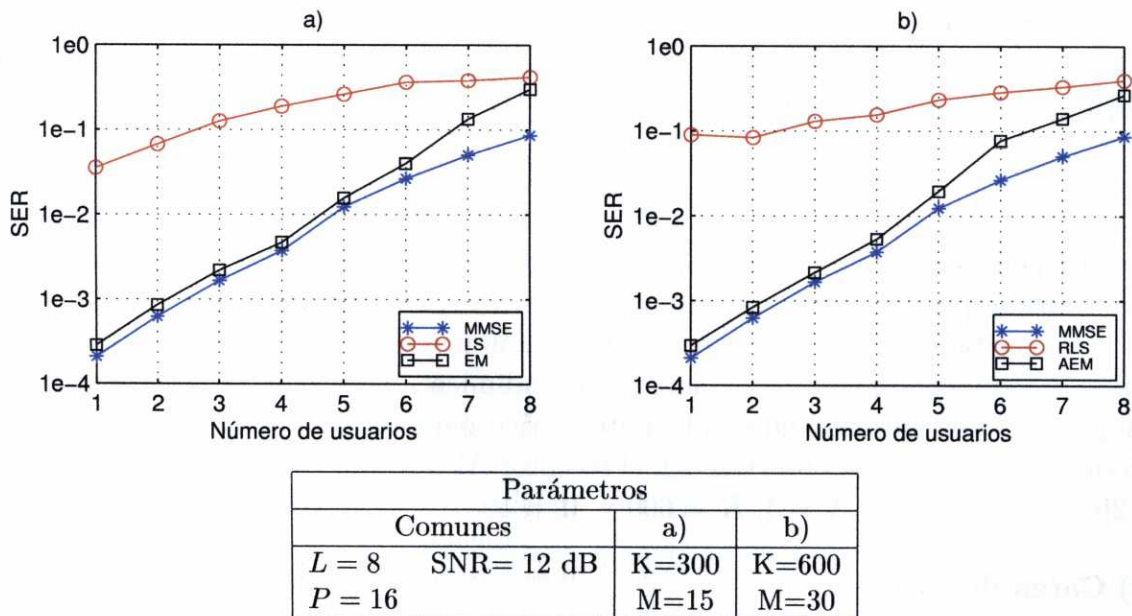 a)
1e0
1e−1
1e−2
1e−3
1e−4
SER
1 2 3 4 5 6 7 8
Número de usuarios
MMSE
LS
EM
b)
1e0
1e−1
1e−2
1e−3
1e−4
SER
1 2 3 4 5 6 7 8
Número de usuarios
MMSE
RLS
AEM
Parámetros
Comunes a) b)
L = 8 SNR= 12 dB K=300 K=600
P = 16 M=15 M=30